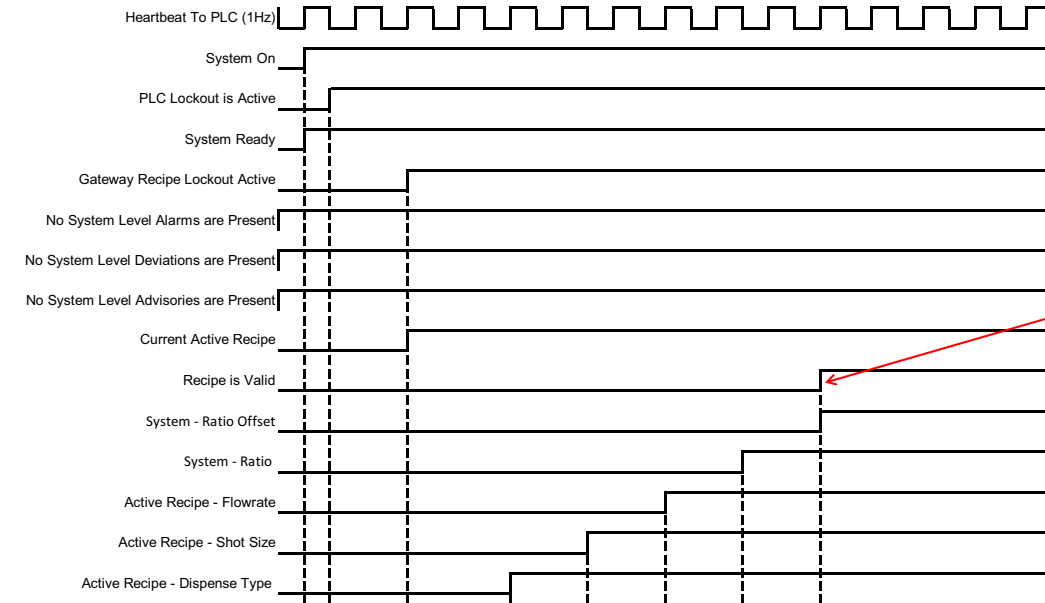 Heartbeat To PLC (1Hz)
System On
PLC Lockout is Active
System Ready
Gateway Recipe Lockout Active
No System Level Alarms are Present
No System Level Deviations are Present
No System Level Advisories are Present
Current Active Recipe
Recipe is Valid
System - Ratio Offset
System - Ratio
Active Recipe - Flowrate
Active Recipe - Shot Size
Active Recipe - Dispense Type